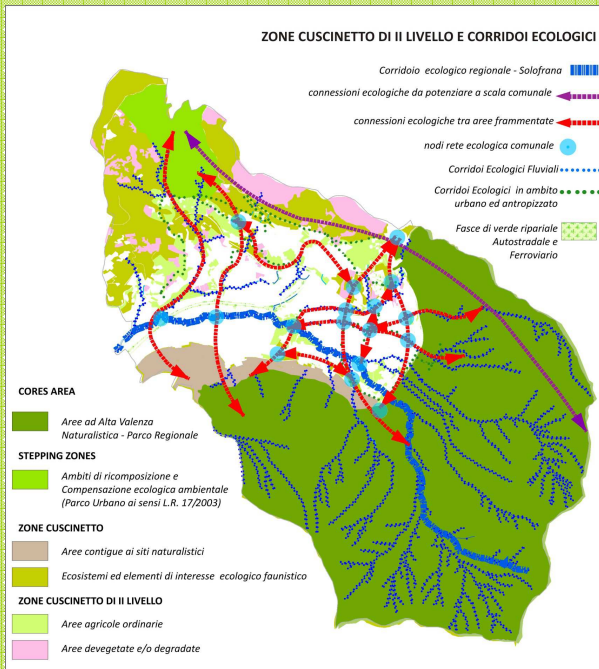 ZONE CUSCINETTO DI II LIVELLO E CORRIDOI ECOLOGICI
Corridoio ecologico regionale - Solofrana
connessioni ecologiche da potenziare a scala comunale
connessioni ecologiche tra aree frammentate
nodi rete ecologica comunale
Corridoi Ecologici Fluviali
Corridoi Ecologici in ambito
urbano ed antropizzato
Fasce di verde ripariale
Autostradale e
Ferroviario
CORES AREA
Aree ad Alta Valenza
Naturalistica - Parco Regionale
STEPPING ZONES
Ambiti di ricomposizione e
Compensazione ecologica ambientale
(Parco Urbano ai sensi L.R. 17/2003)
ZONE CUSCINETTO
Aree contigue ai siti naturalistici
Ecosistemi ed elementi di interesse ecologico faunistico
ZONE CUSCINETTO DI II LIVELLO
Aree agricole ordinarie
Aree devegetate e/o degradate